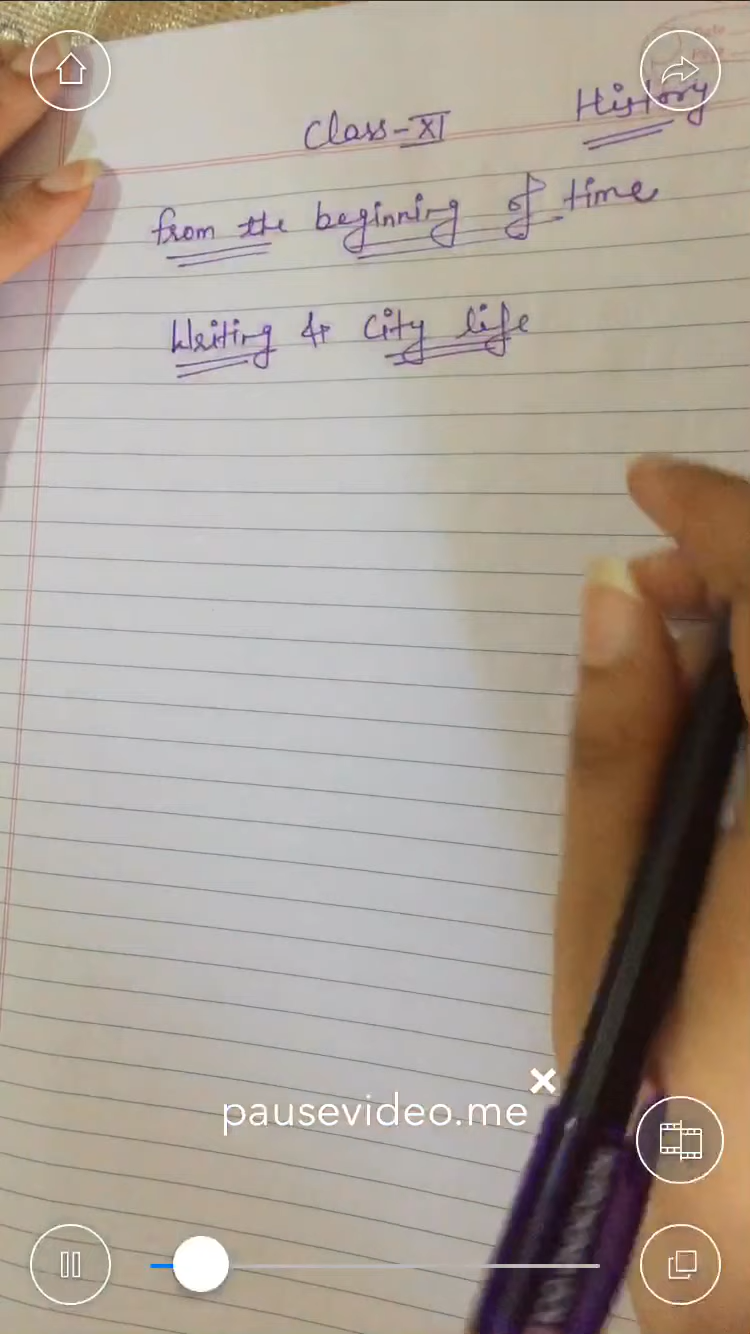 Class-XI
History
from the beginning of time
Writing & City life
pausevideo.me